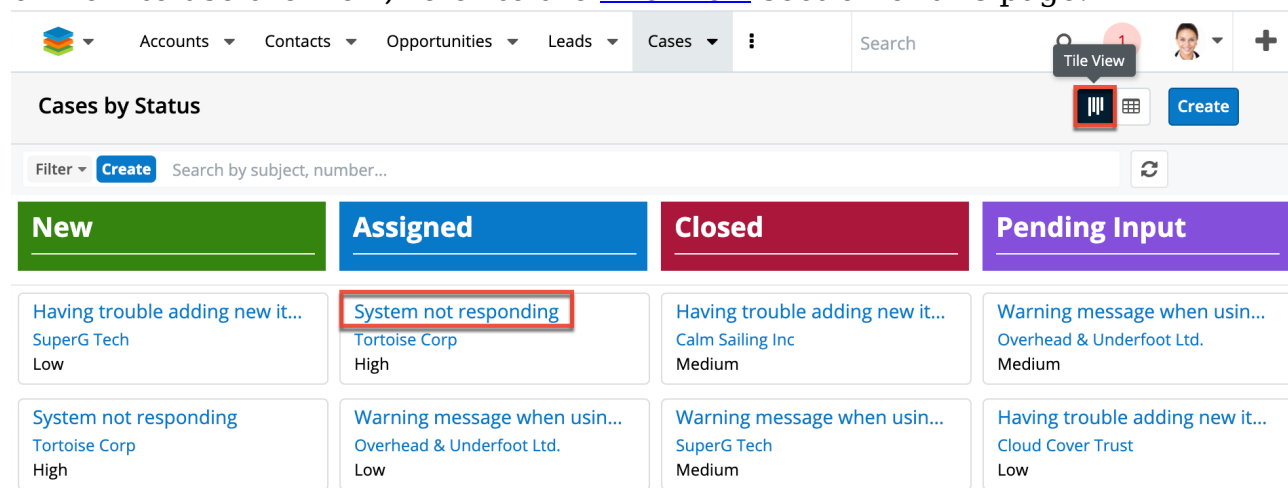 Accounts Contacts Opportunities Leads Cases Search 1
Tile View
Cases by Status Create
Filter Create Search by subject, number...
New Assigned Closed Pending Input
Having trouble adding new it... System not responding Having trouble adding new it... Warning message when usin...
SuperG Tech Tortoise Corp Calm Sailing Inc Overhead & Underfoot Ltd.
Low High Medium Medium
System not responding Warning message when usin... Warning message when usin... Having trouble adding new it...
Tortoise Corp Overhead & Underfoot Ltd. SuperG Tech Cloud Cover Trust
High Low Medium Low